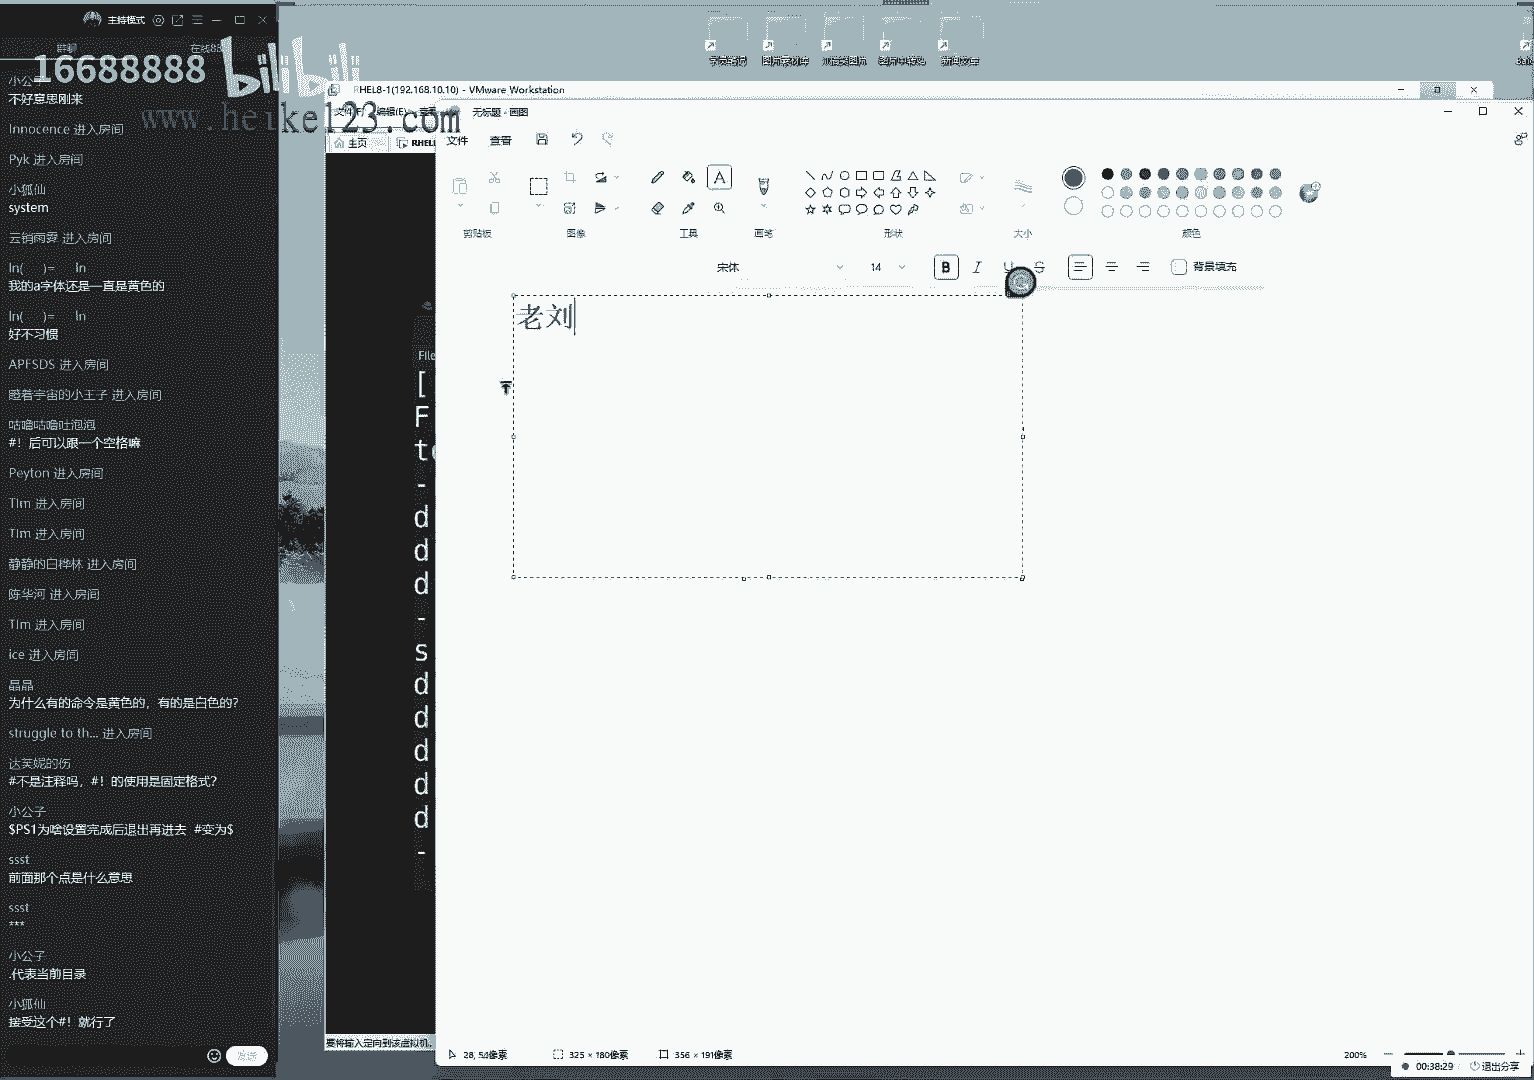 主持模式
群聊
16688888
bilibili
www.heike123.com
小公子
不好意思刚来
Innocence 进入房间
Pyk 进入房间
小狐仙
system
云销雨霁 进入房间
ln( )= ln
我的a字体还是一直是黄色的
ln( )= ln
好不习惯
APFSDS 进入房间
瞪着宇宙的小王子 进入房间
咕噜咕噜吐泡泡
#！后可以跟一个空格嘛
Peyton 进入房间
TIm 进入房间
TIm 进入房间
静静的白桦林 进入房间
陈华河 进入房间
TIm 进入房间
ice 进入房间
晶晶
为什么有的命令是黄色的，有的是白色的?
struggle to th... 进入房间
达芙妮的伤
#不是注释吗，#！的使用是固定格式?
小公子
$PS1为啥设置完成后退出再进去 #变为$
ssst
前面那个点是什么意思
ssst
***
小公子
.代表当前目录
小狐仙
接受这个#！就行了
发送
RHEL8-1(192.168.10.10) - VMware Workstation
编辑(E)
主页
RHEL
File
[
F
te
-
d
d
d
-
s
d
d
d
d
d
-
要将输入定向到该虚拟机，
无标题 - 画图
文件
查看
剪贴板
图像
工具
画笔
形状
大小
颜色
宋体
14
B
I
U
S
背景填充
老刘
28, 50像素
325 × 180像素
356 × 191像素
200%
00:38:29
退出分享